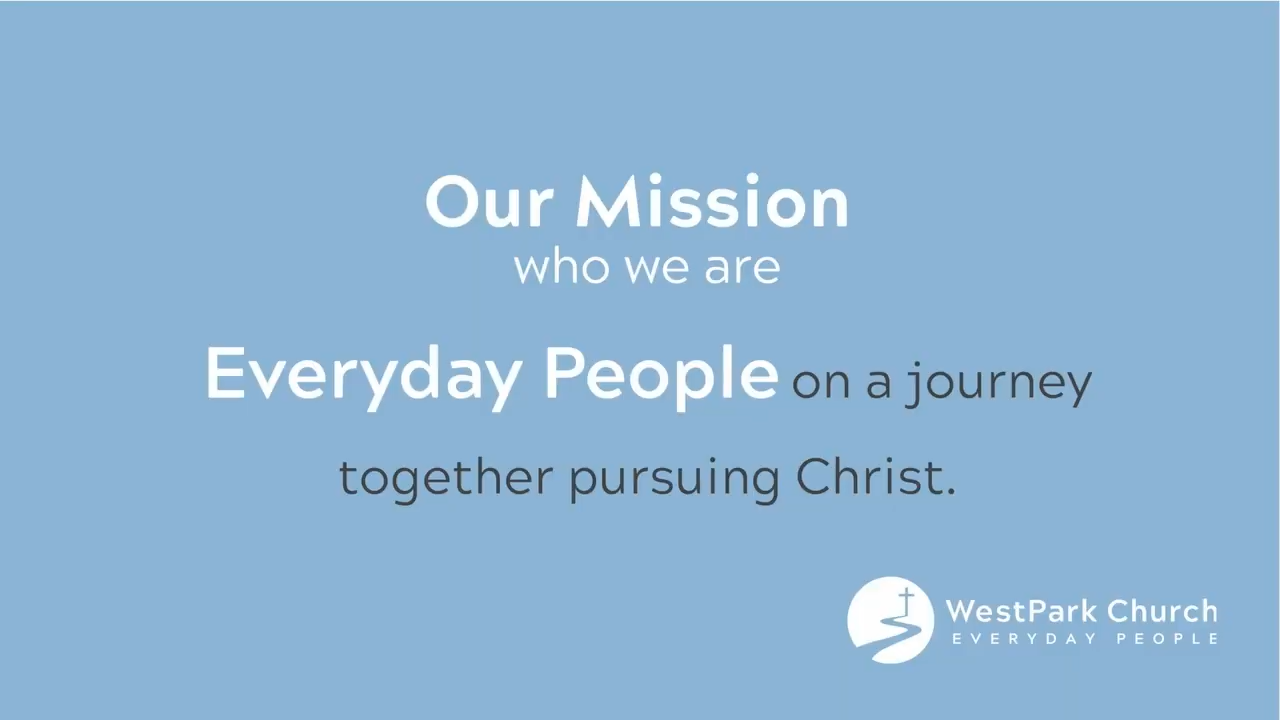 Our Mission
who we are
Everyday People on a journey
together pursuing Christ.
WestPark Church
EVERYDAY PEOPLE